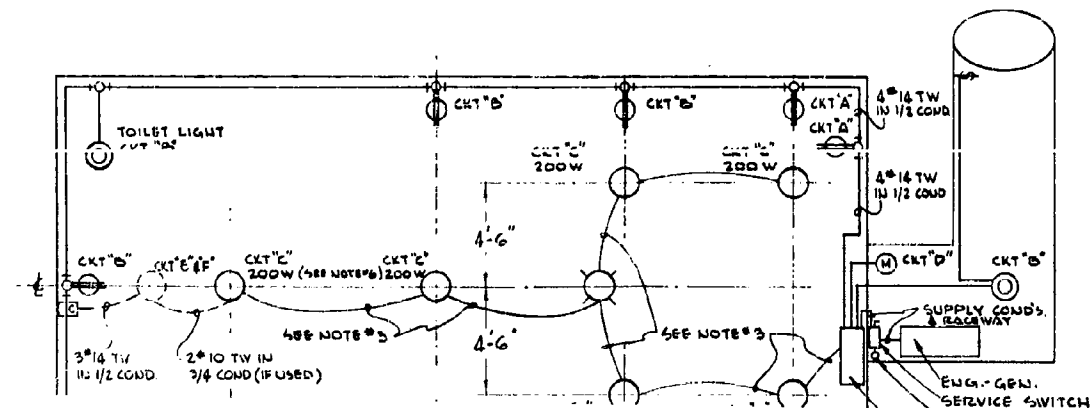 CKT "B"
CKT "B"
CKT "A"
4 # 14 TW
IN 1/2 COND
TOILET LIGHT
CKT "A"
CKT "C"
200 W
200 W
4 # 14 TW
IN 1/2 COND
4'-6"
CKT "B"
CKT "E" & "F"
CKT "C"
200 W (SEE NOTE #6)
CKT "C"
200 W
CKT "D"
CKT "B"
SUPPLY COND'S.
& RACEWAY
SEE NOTE #3
SEE NOTE #3
4'-6"
3 # 14 TW
IN 1/2 COND.
2 # 10 TW IN
3/4 COND (IF USED)
M
C
ENG.-GEN.
SERVICE SWITCH